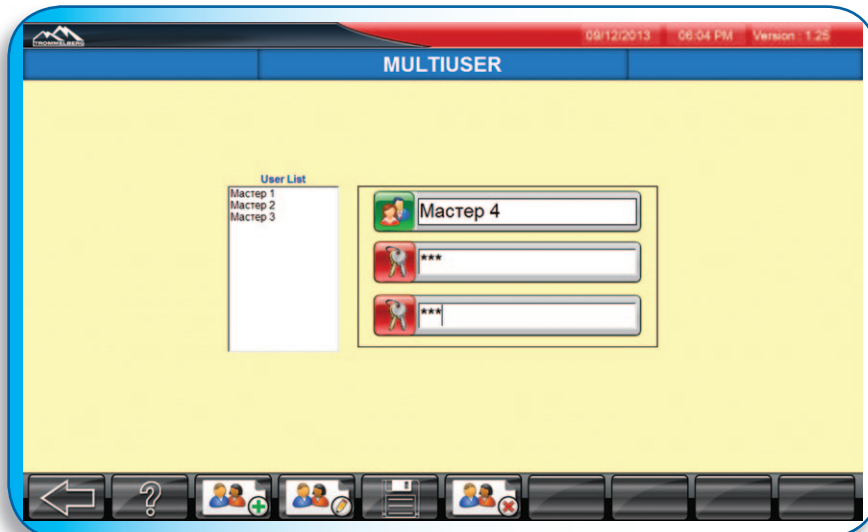 TROMMELBERG
09/12/2013 06:04 PM Version : 1.25
MULTIUSER
User List
Мастер 1
Мастер 2
Мастер 3
Мастер 4
***
***